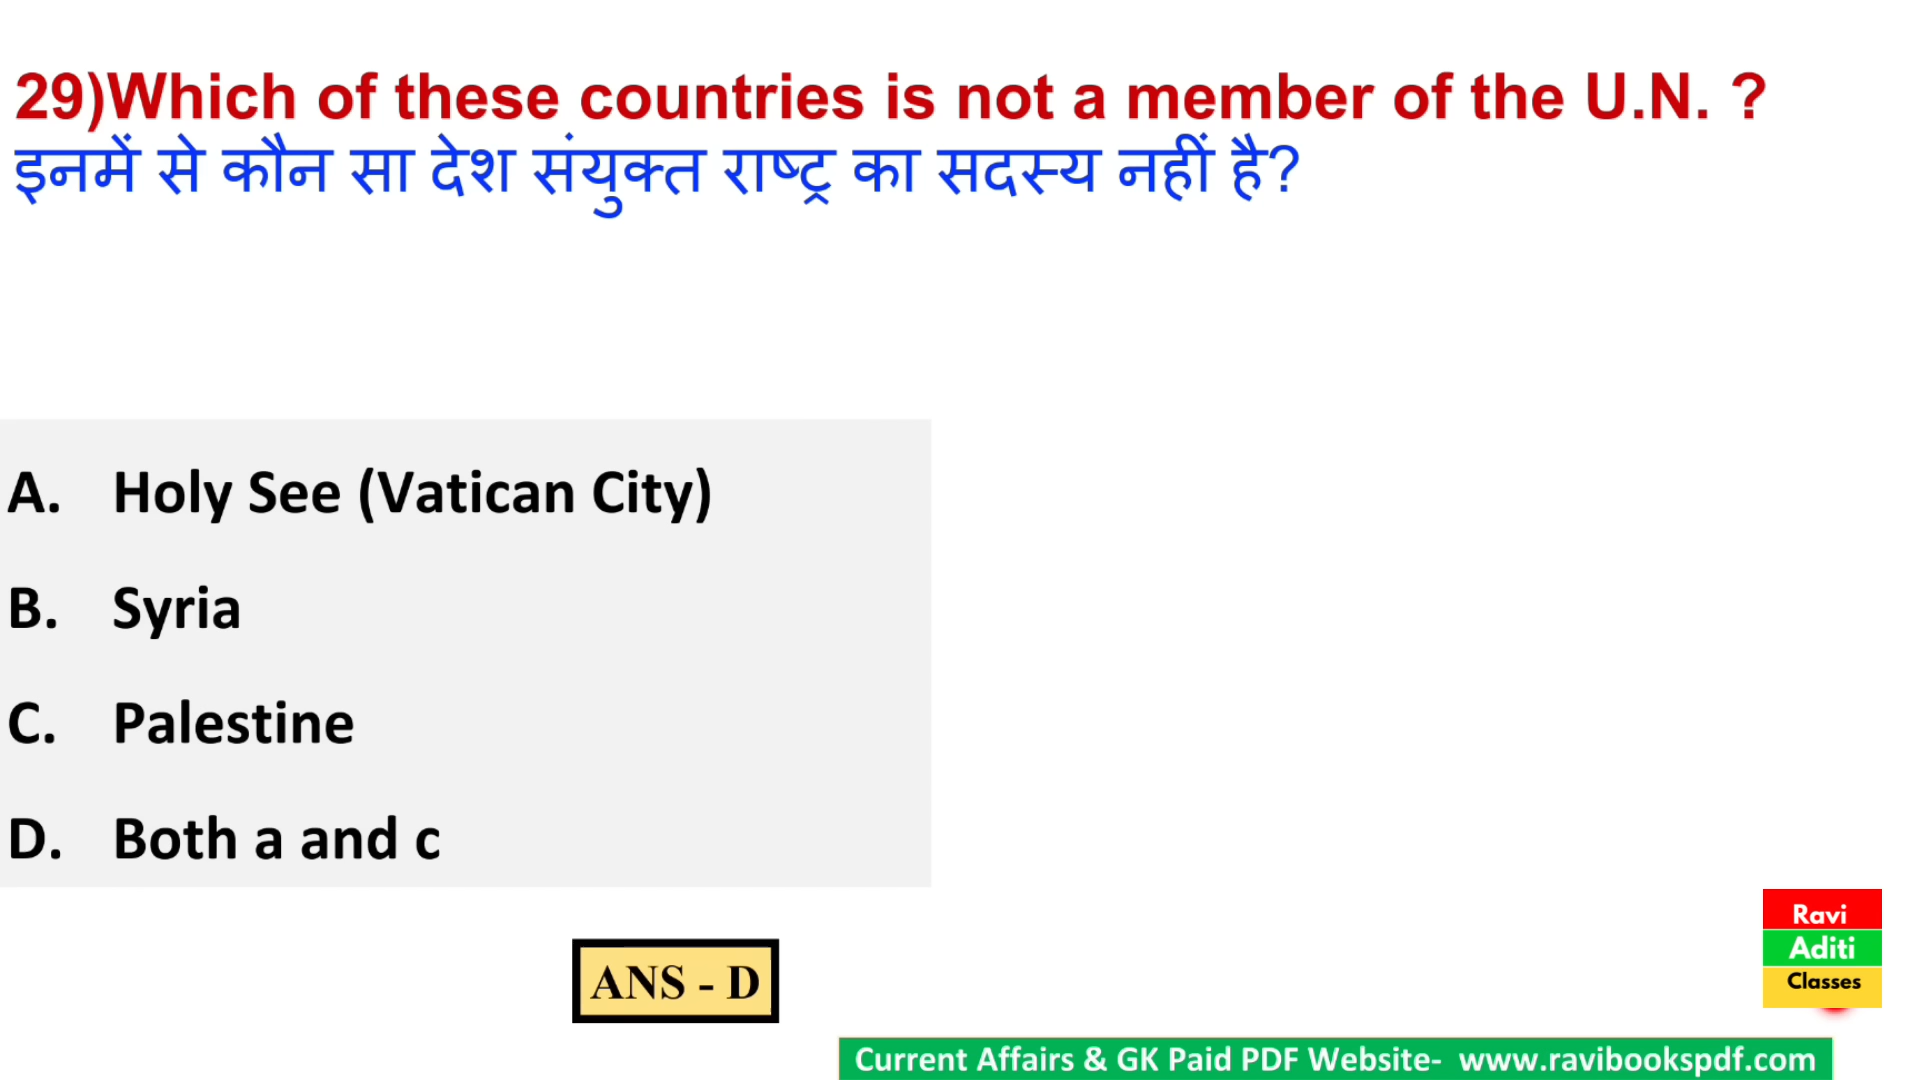 29)Which of these countries is not a member of the U.N. ?
इनमें से कौन सा देश संयुक्त राष्ट्र का सदस्य नहीं है?
A. Holy See (Vatican City)
B. Syria
C. Palestine
D. Both a and c
ANS - D
Ravi
Aditi
Classes
Current Affairs & GK Paid PDF Website- www.ravibookspdf.com